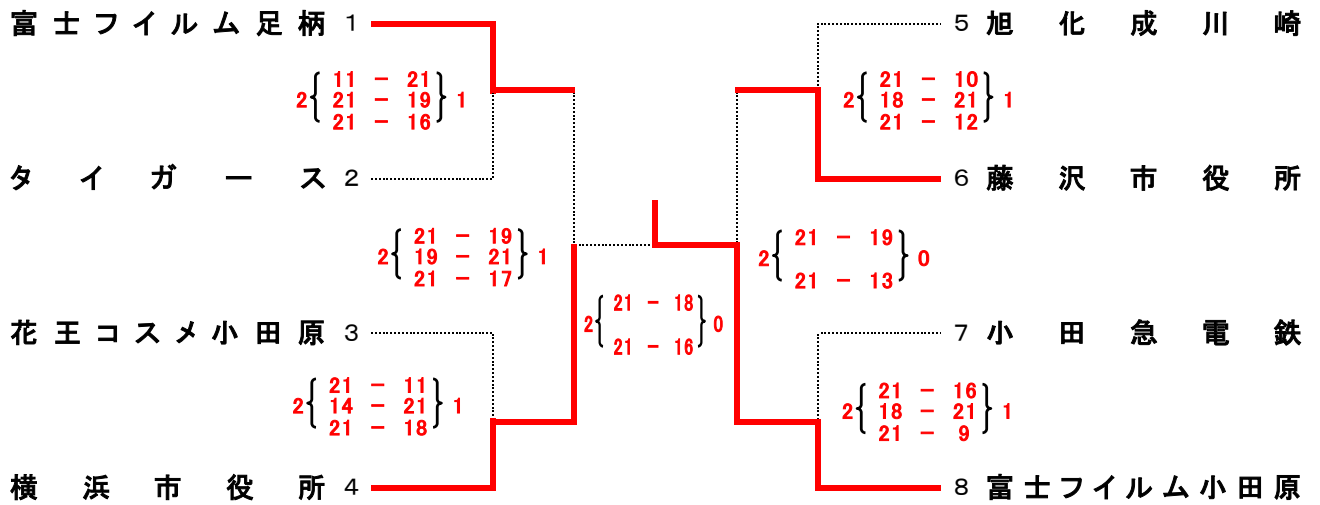 富士フイルム足柄 1
2 11 － 21 1
21 － 19
21 － 16
タイガース 2
2 21 － 19 1
19 － 21
21 － 17
花王コスメ小田原 3
2 21 － 11 1
14 － 21
21 － 18
横浜市役所 4
2 21 － 18 0
21 － 16
5 旭化成川崎
2 21 － 10 1
18 － 21
21 － 12
6 藤沢市役所
2 21 － 19 0
21 － 13
7 小田急電鉄
2 21 － 16 1
18 － 21
21 － 9
8 富士フイルム小田原